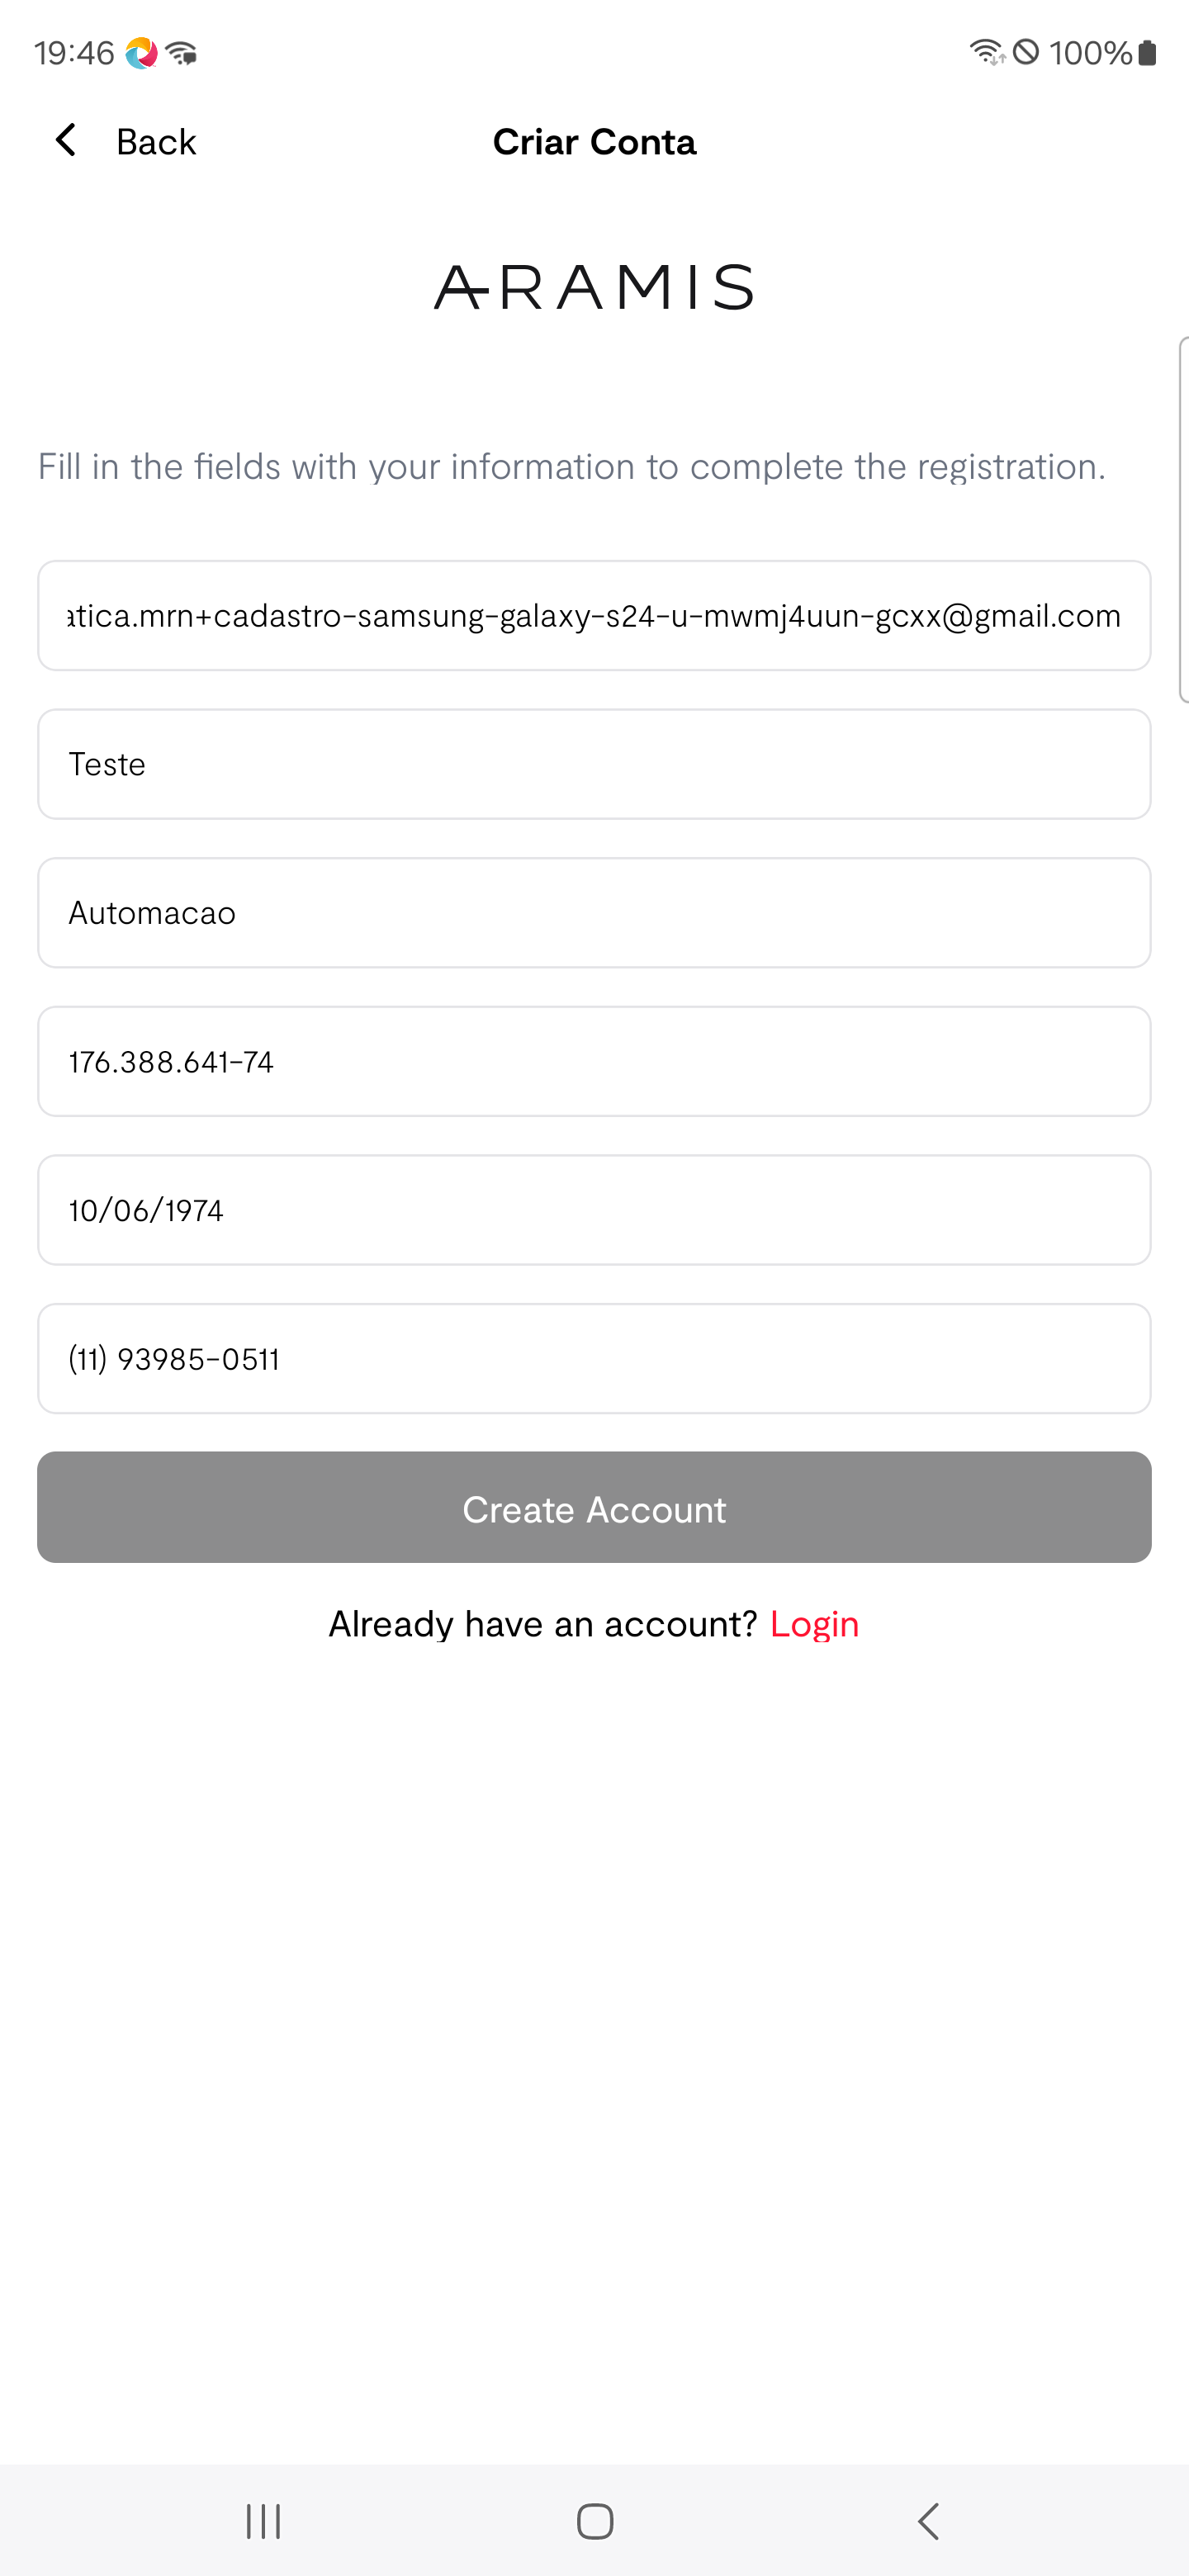 19:46
100%
Back
Criar Conta
ARAMIS
Fill in the fields with your information to complete the registration.
atica.mrn+cadastro-samsung-galaxy-s24-u-mwmj4uun-gcxx@gmail.com
Teste
Automacao
176.388.641-74
10/06/1974
(11) 93985-0511
Create Account
Already have an account? Login